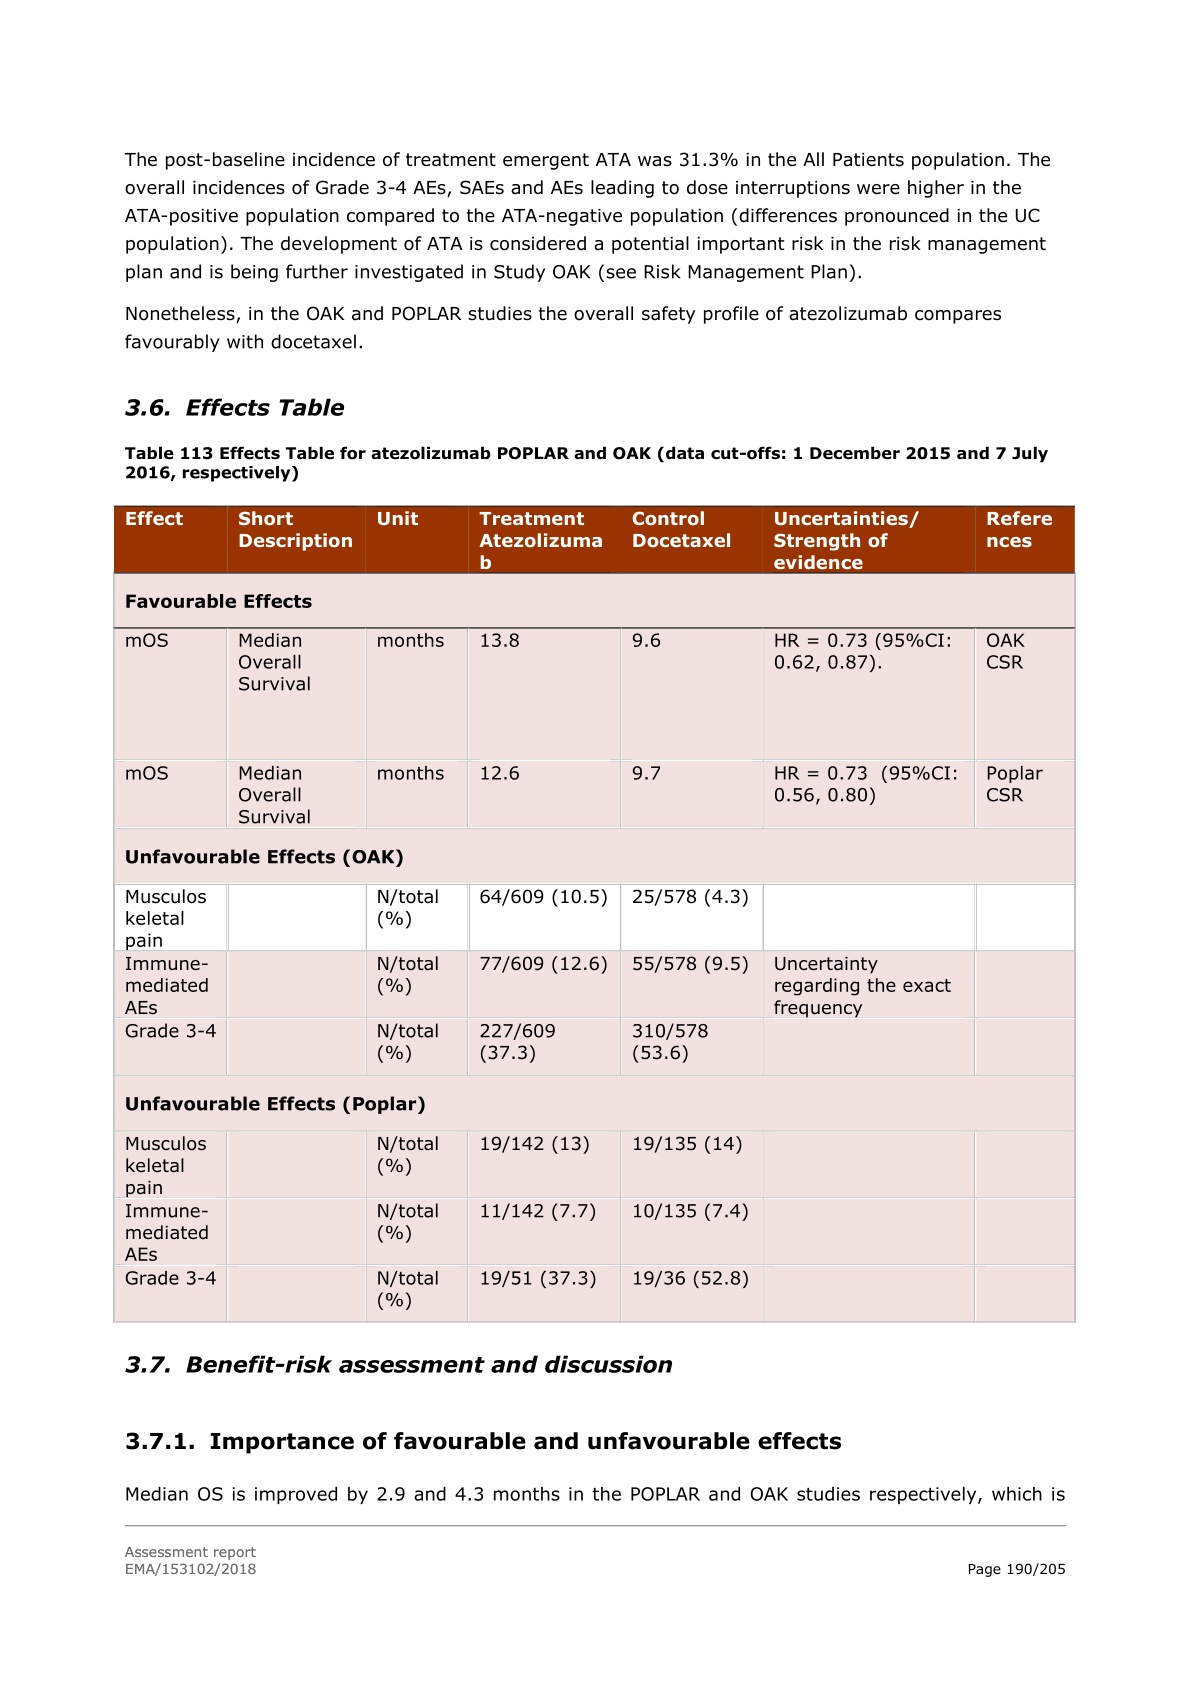 The post-baseline incidence of treatment emergent ATA was 31.3% in the All Patients population. The
overall incidences of Grade 3-4 AEs, SAEs and AEs leading to dose interruptions were higher in the
ATA-positive population compared to the ATA-negative population (differences pronounced in the UC
population). The development of ATA is considered a potential important risk in the risk management
plan and is being further investigated in Study OAK (see Risk Management Plan).
Nonetheless, in the OAK and POPLAR studies the overall safety profile of atezolizumab compares
favourably with docetaxel.
3.6. Effects Table
Table 113 Effects Table for atezolizumab POPLAR and OAK (data cut-offs: 1 December 2015 and 7 July
2016, respectively)
Effect Short Unit Treatment Control Uncertainties/ Refere
Description Atezolizuma Docetaxel Strength of nces
b evidence
Favourable Effects
mOS Median months 13.8 9.6 HR = 0.73 (95%CI: OAK
Overall 0.62, 0.87). CSR
Survival
mOS Median months 12.6 9.7 HR = 0.73 (95%CI: Poplar
Overall 0.56, 0.80) CSR
Survival
Unfavourable Effects (OAK)
Musculos N/total 64/609 (10.5) 25/578 (4.3)
keletal (%)
pain
Immune- N/total 77/609 (12.6) 55/578 (9.5) Uncertainty
mediated (%) regarding the exact
AEs frequency
Grade 3-4 N/total 227/609 310/578
(%) (37.3) (53.6)
Unfavourable Effects (Poplar)
Musculos N/total 19/142 (13) 19/135 (14)
keletal (%)
pain
Immune- N/total 11/142 (7.7) 10/135 (7.4)
mediated (%)
AEs
Grade 3-4 N/total 19/51 (37.3) 19/36 (52.8)
(%)
3.7. Benefit-risk assessment and discussion
3.7.1. Importance of favourable and unfavourable effects
Median OS is improved by 2.9 and 4.3 months in the POPLAR and OAK studies respectively, which is
Assessment report
EMA/153102/2018 Page 190/205